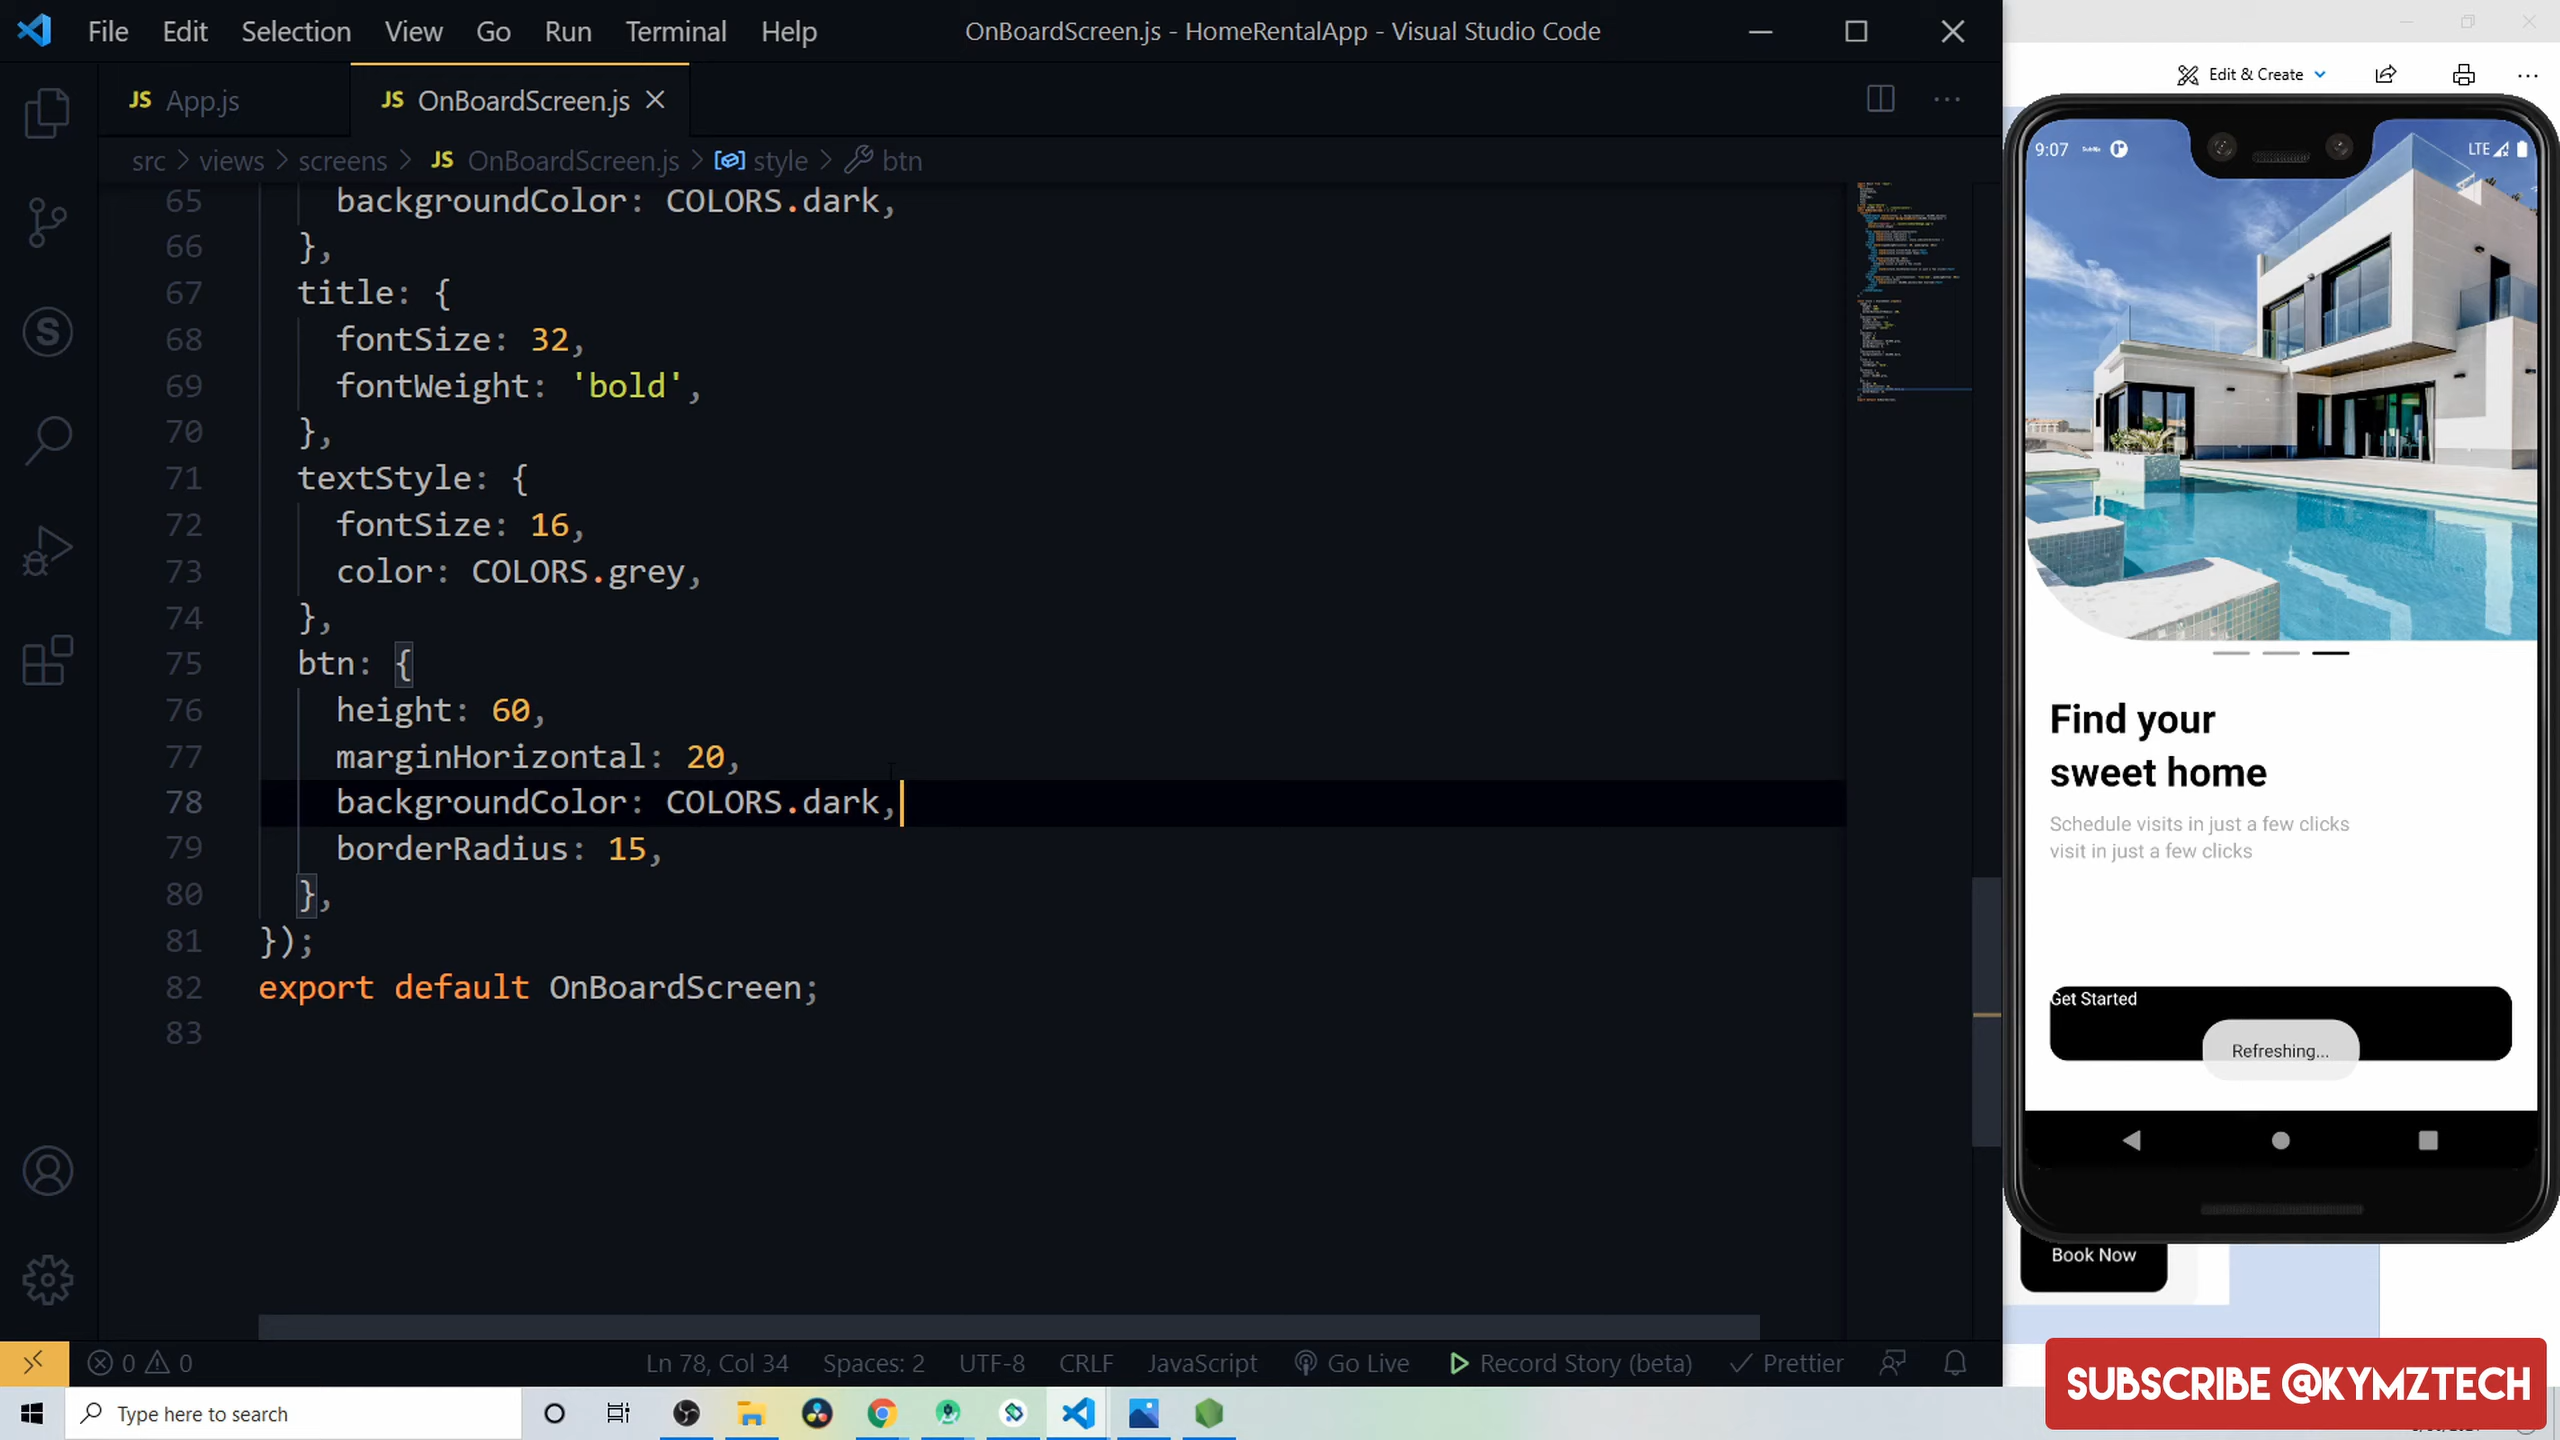 File Edit Selection View Go Run Terminal Help OnBoardScreen.js - HomeRentalApp - Visual Studio Code
JS App.js JS OnBoardScreen.js
src > views > screens > JS OnBoardScreen.js > style > btn
65 backgroundColor: COLORS.dark,
66 },
67 title: {
68 fontSize: 32,
69 fontWeight: 'bold',
70 },
71 textStyle: {
72 fontSize: 16,
73 color: COLORS.grey,
74 },
75 btn: {
76 height: 60,
77 marginHorizontal: 20,
78 backgroundColor: COLORS.dark,
79 borderRadius: 15,
80 },
81 });
82 export default OnBoardScreen;
83
0 0 Ln 78, Col 34 Spaces: 2 UTF-8 CRLF JavaScript Go Live Record Story (beta) Prettier
Type here to search
Edit & Create
9:07 LTE
Find your
sweet home
Schedule visits in just a few clicks
visit in just a few clicks
Get Started
Refreshing...
Book Now
SUBSCRIBE @KYMZTECH